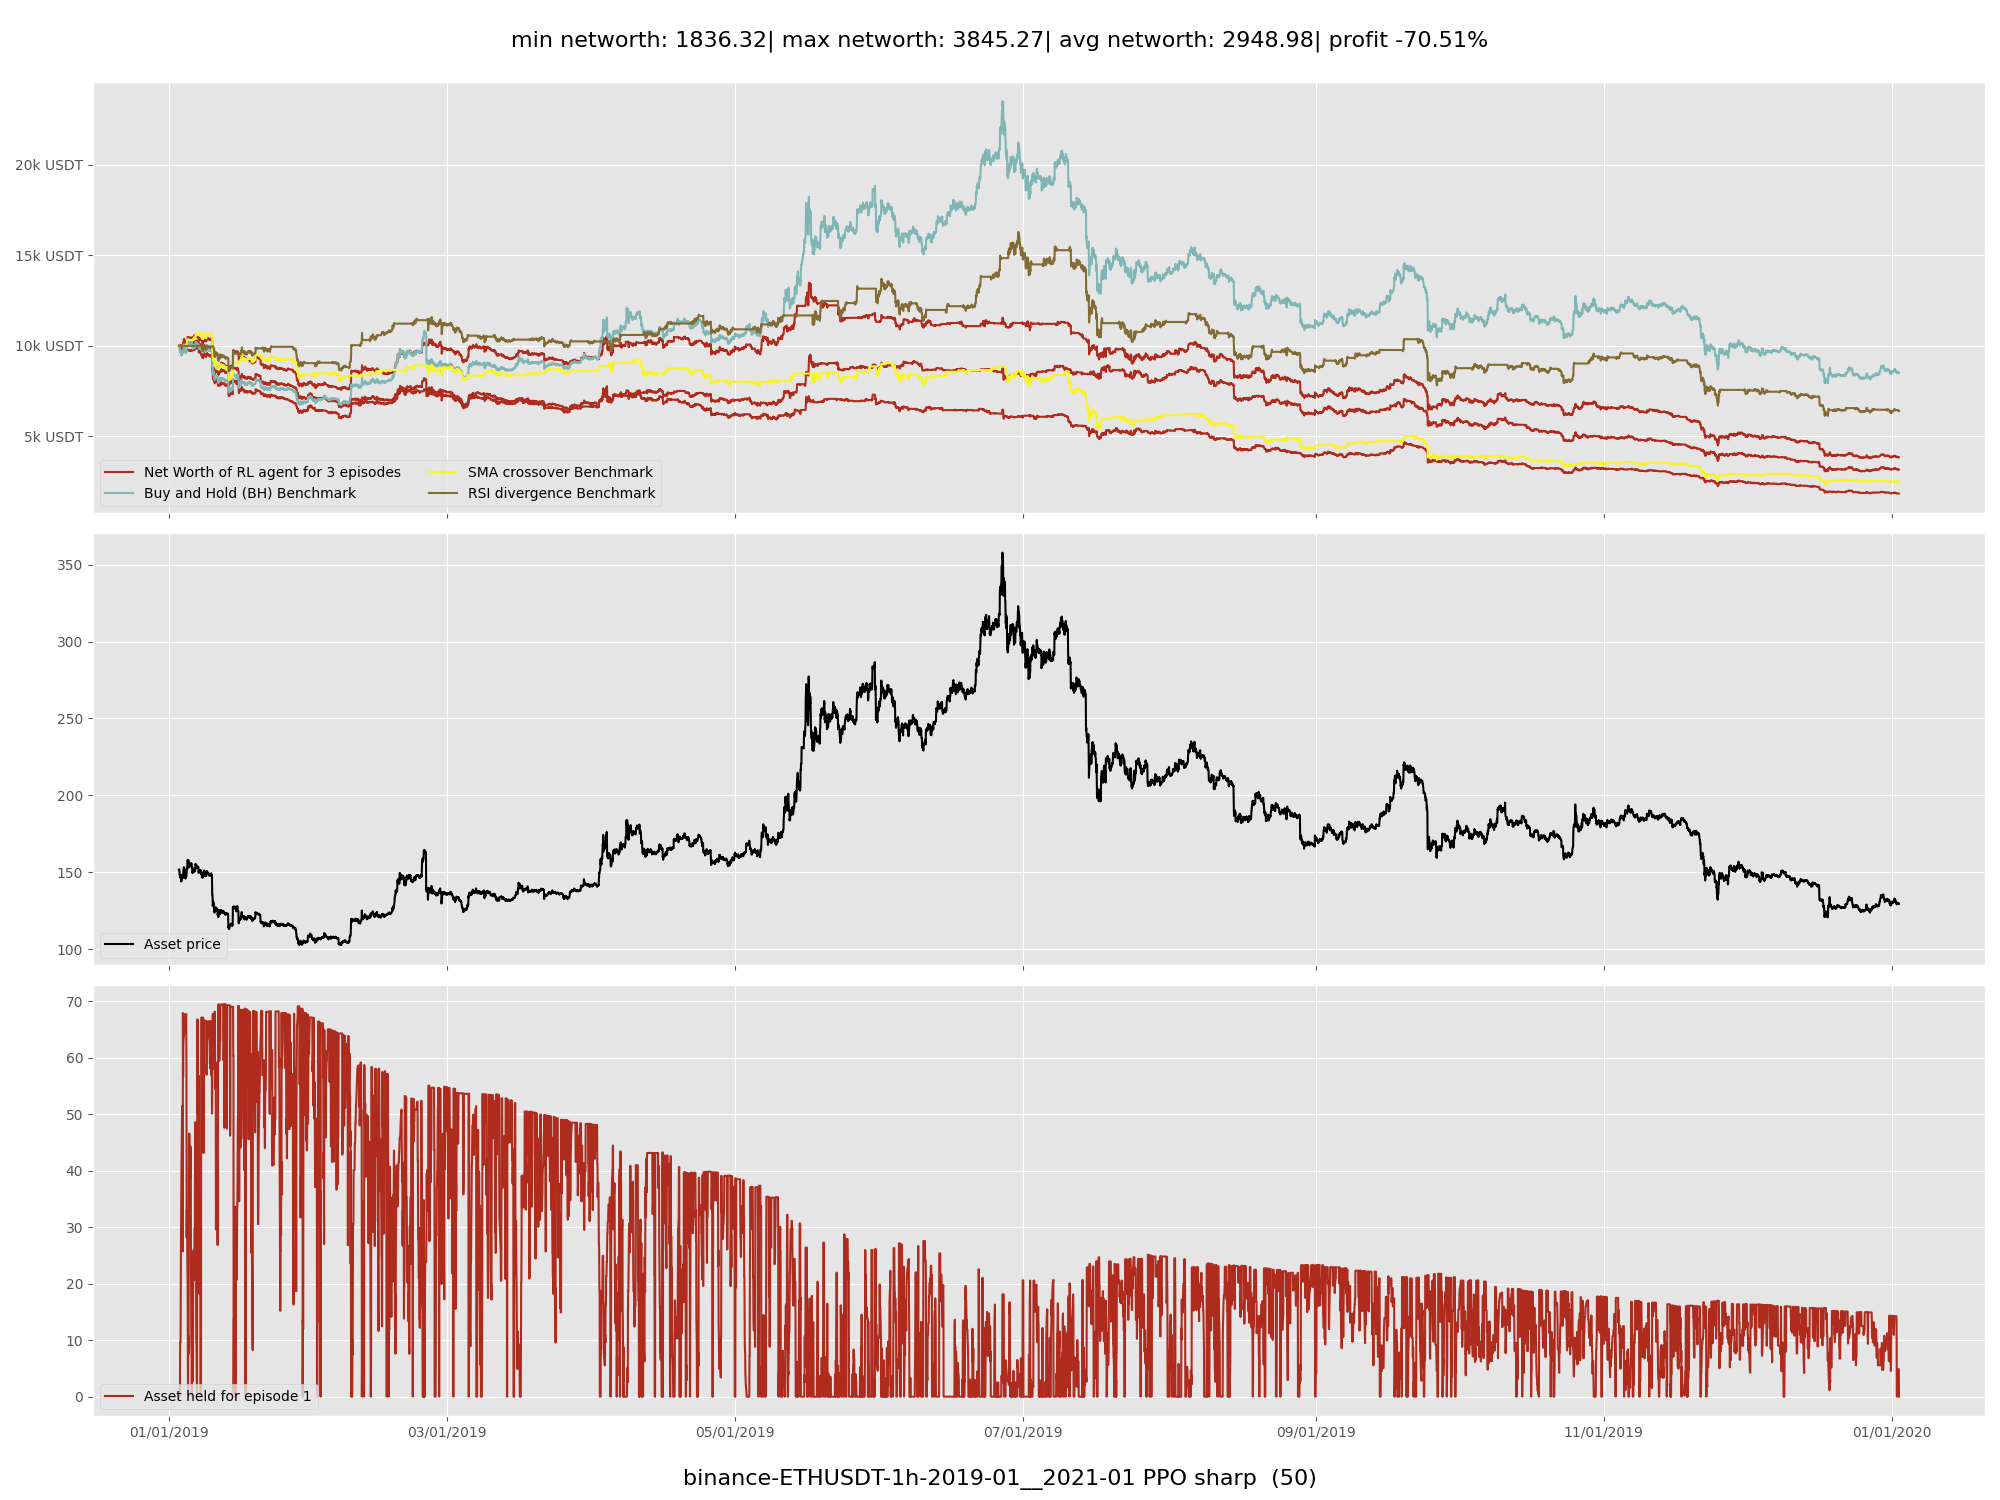 min networth: 1836.32| max networth: 3845.27| avg networth: 2948.98| profit -70.51%
20k USDT
15k USDT
10k USDT
5k USDT
Net Worth of RL agent for 3 episodes
Buy and Hold (BH) Benchmark
SMA crossover Benchmark
RSI divergence Benchmark
350
300
250
200
150
100
Asset price
70
60
50
40
30
20
10
0
Asset held for episode 1
01/01/2019 03/01/2019 05/01/2019 07/01/2019 09/01/2019 11/01/2019 01/01/2020
binance-ETHUSDT-1h-2019-01__2021-01 PPO sharp (50)